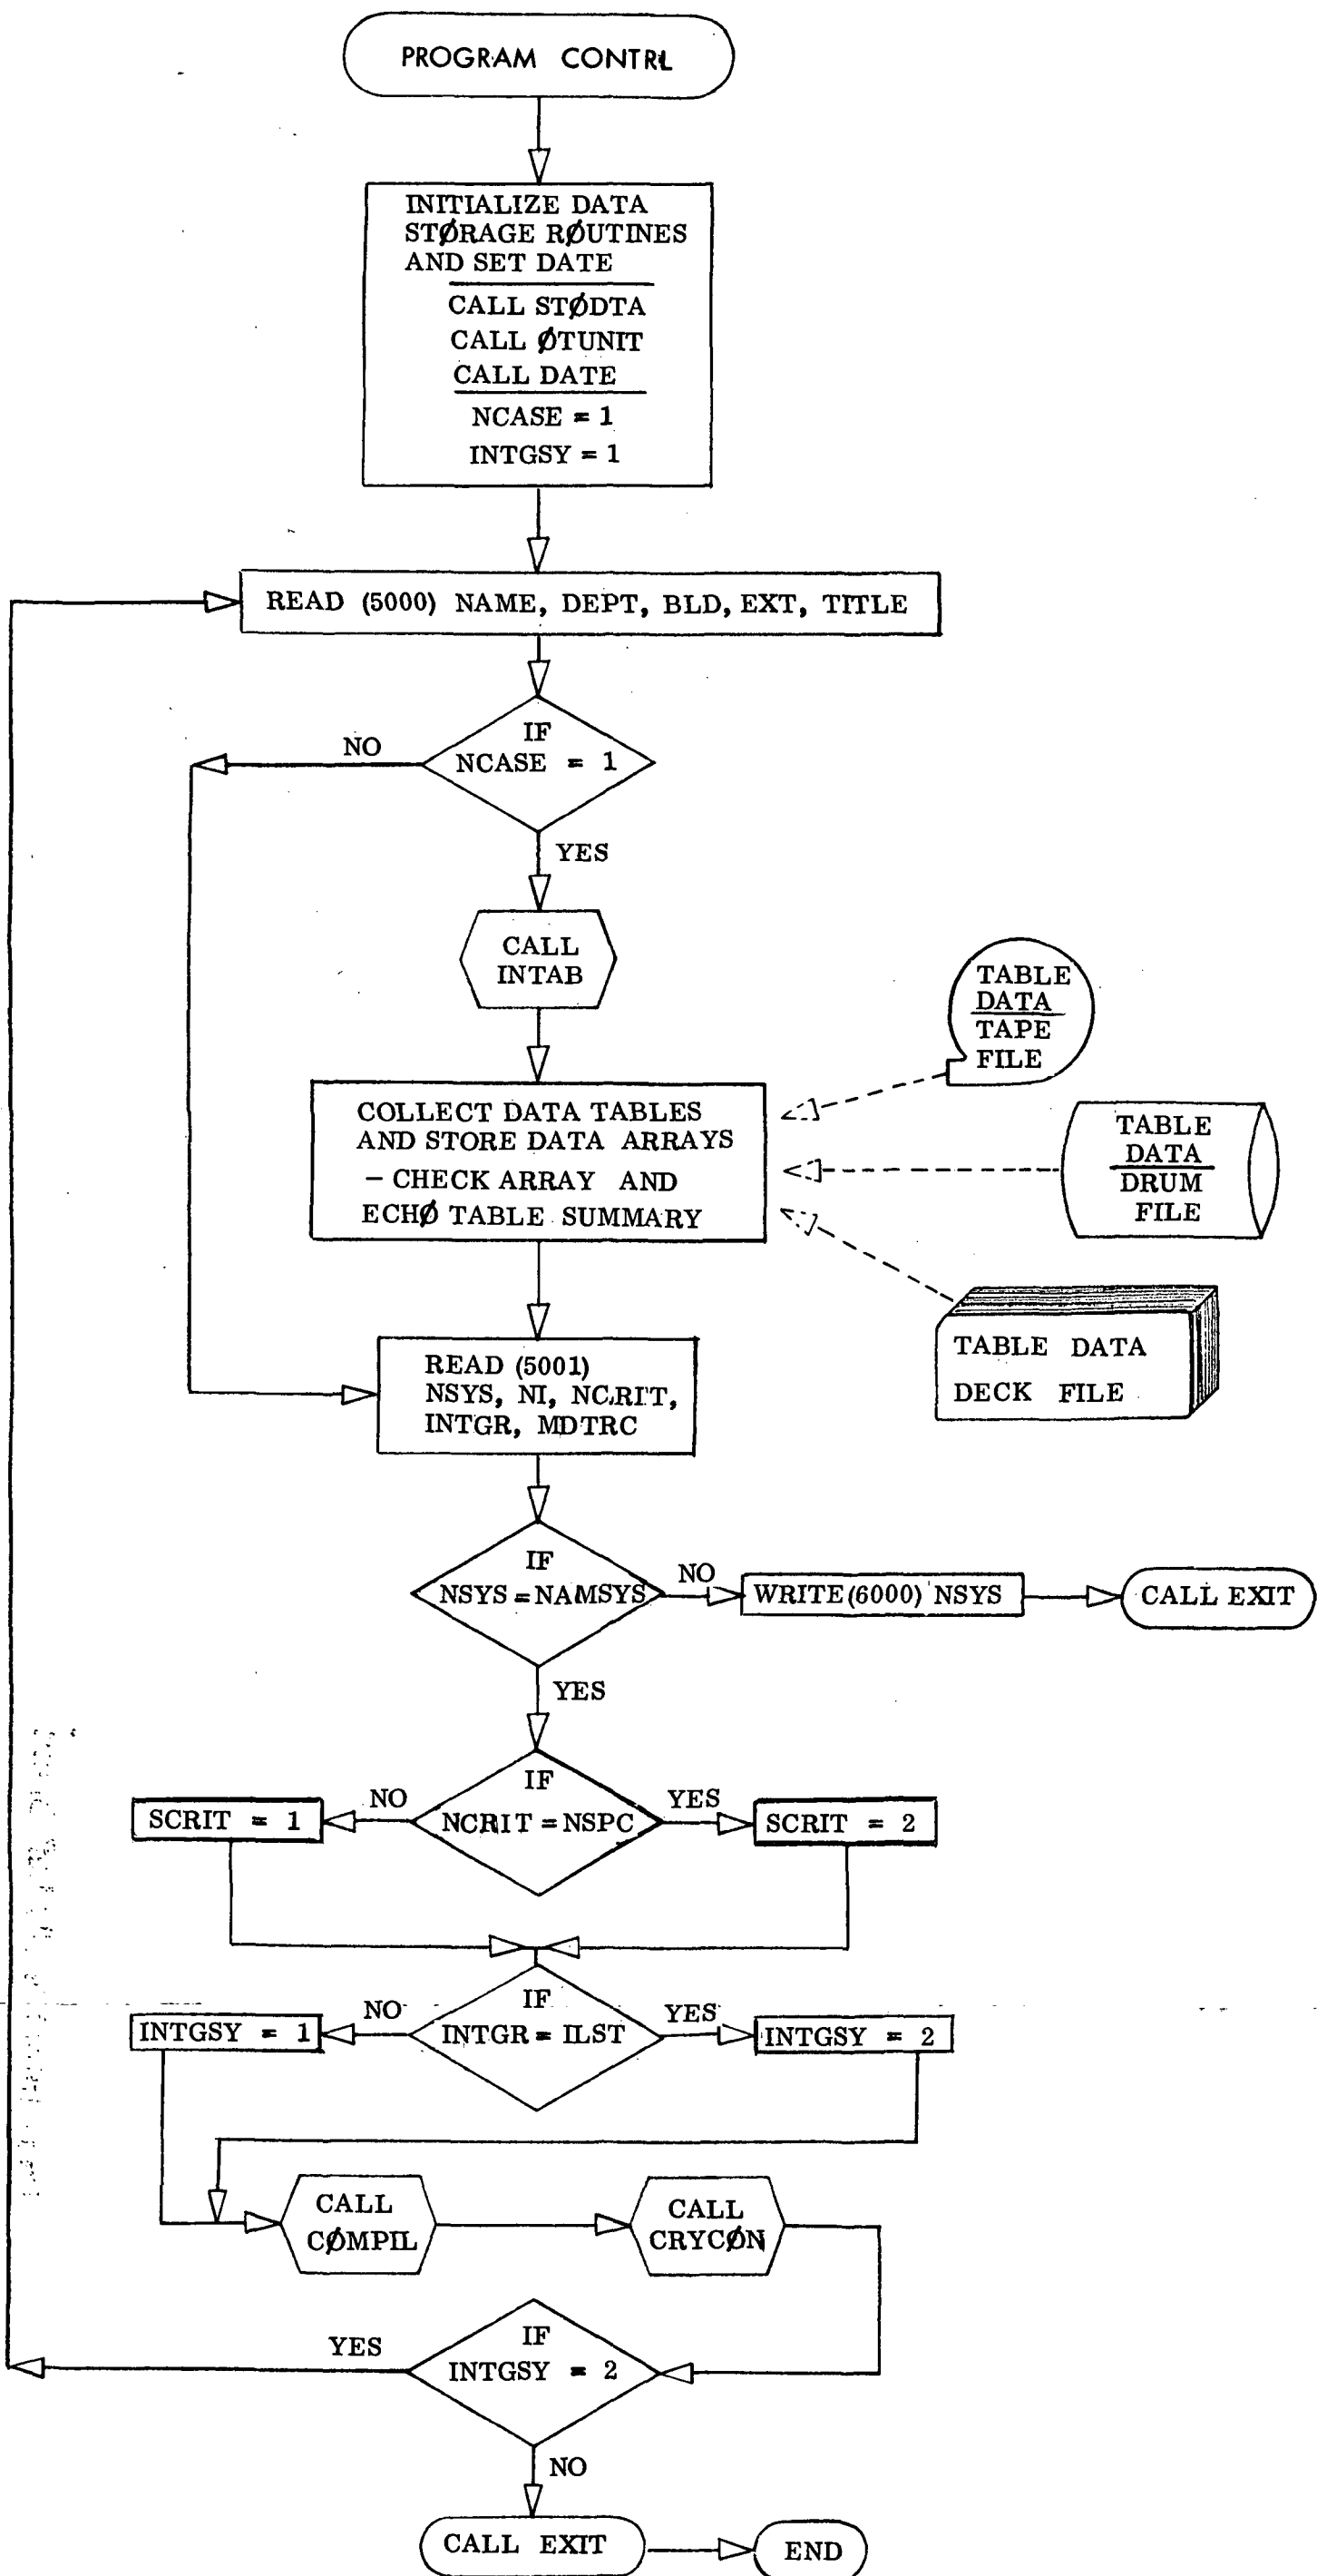 PROGRAM CONTRL
INITIALIZE DATA
STØRAGE RØUTINES
AND SET DATE
CALL STØDTA
CALL ØTUNIT
CALL DATE
NCASE = 1
INTGSY = 1
READ (5000) NAME, DEPT, BLD, EXT, TITLE
IF
NCASE = 1
NO
YES
CALL
INTAB
TABLE
DATA
TAPE
FILE
COLLECT DATA TABLES
AND STORE DATA ARRAYS
- CHECK ARRAY AND
ECHØ TABLE SUMMARY
TABLE
DATA
DRUM
FILE
TABLE DATA
DECK FILE
READ (5001)
NSYS, NI, NCRIT,
INTGR, MDTRC
IF
NSYS = NAMSYS
NO
WRITE (6000) NSYS
CALL EXIT
YES
IF
NCRIT = NSPC
NO
SCRIT = 1
YES
SCRIT = 2
IF
INTGR = ILST
NO
INTGSY = 1
YES
INTGSY = 2
CALL
CØMPIL
CALL
CRYCØN
IF
INTGSY = 2
YES
NO
CALL EXIT
END